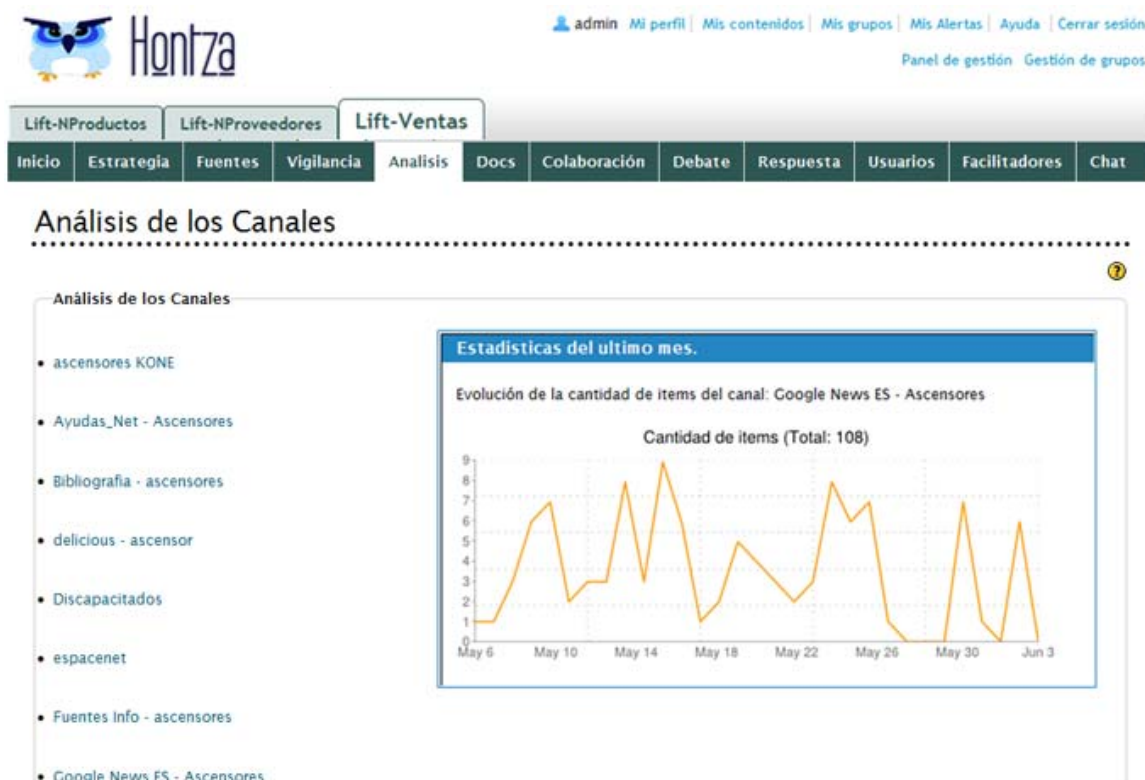 Hontza
admin Mi perfil Mis contenidos Mis grupos Mis Alertas Ayuda Cerrar sesión
Panel de gestión Gestión de grupos
Lift-NProductos Lift-NProveedores Lift-Ventas
Inicio Estrategia Fuentes Vigilancia Analisis Docs Colaboración Debate Respuesta Usuarios Facilitadores Chat
Análisis de los Canales
?
Análisis de los Canales
ascensores KONE
Ayudas_Net - Ascensores
Bibliografia - ascensores
delicious - ascensor
Discapacitados
espacenet
Fuentes Info - ascensores
Google News ES - Ascensores
Estadisticas del ultimo mes.
Evolución de la cantidad de items del canal: Google News ES - Ascensores
Cantidad de items (Total: 108)
9
8
7
6
5
4
3
2
1
0
May 6 May 10 May 14 May 18 May 22 May 26 May 30 Jun 3